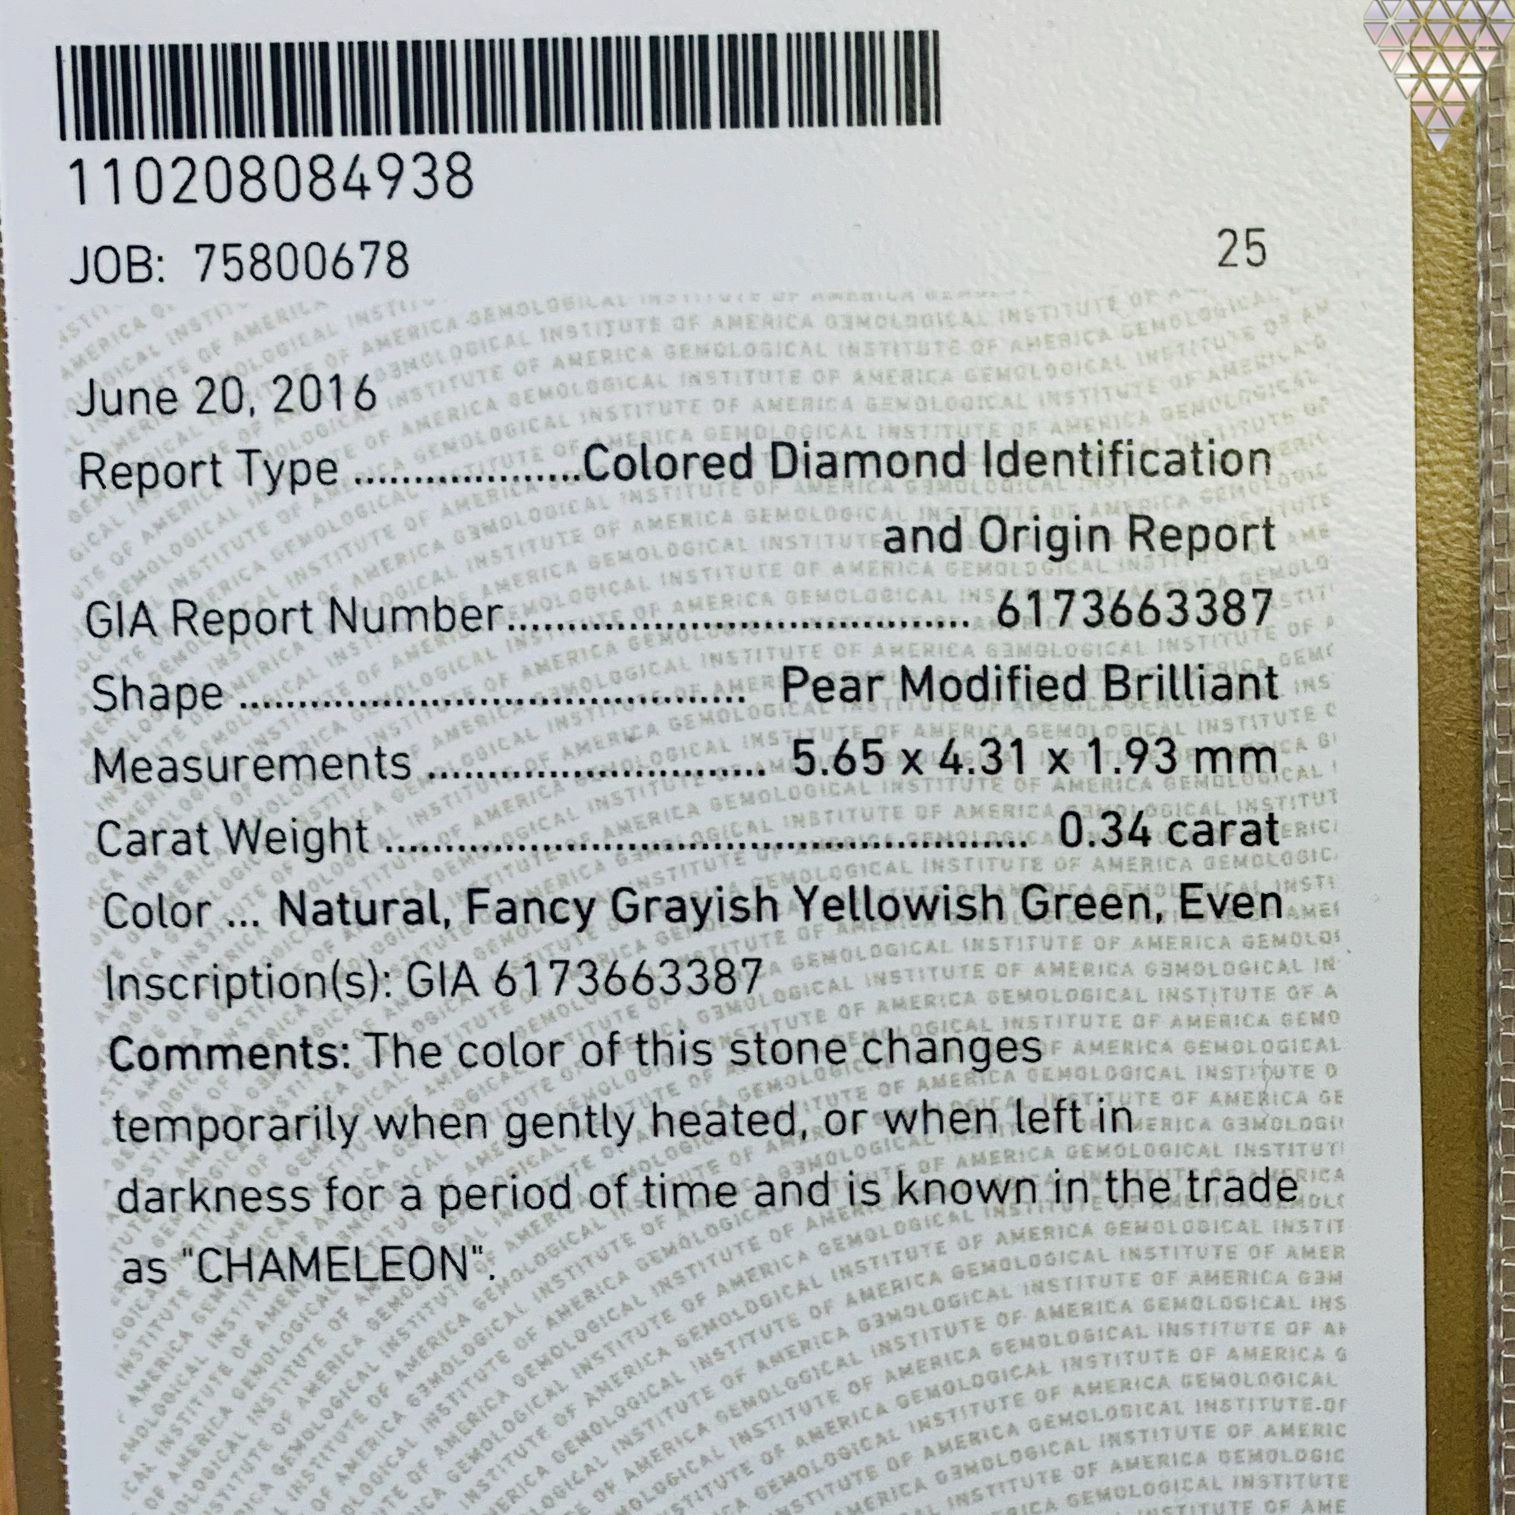 110208084938
JOB: 75800678
25
June 20, 2016
Report Type ...................Colored Diamond Identification
and Origin Report
GIA Report Number...................................... 6173663387
Shape .......................................... Pear Modified Brilliant
Measurements ............................ 5.65 x 4.31 x 1.93 mm
Carat Weight ..................................................... 0.34 carat
Color ... Natural, Fancy Grayish Yellowish Green, Even
Inscription(s): GIA 6173663387
Comments: The color of this stone changes
temporarily when gently heated, or when left in
darkness for a period of time and is known in the trade
as "CHAMELEON".